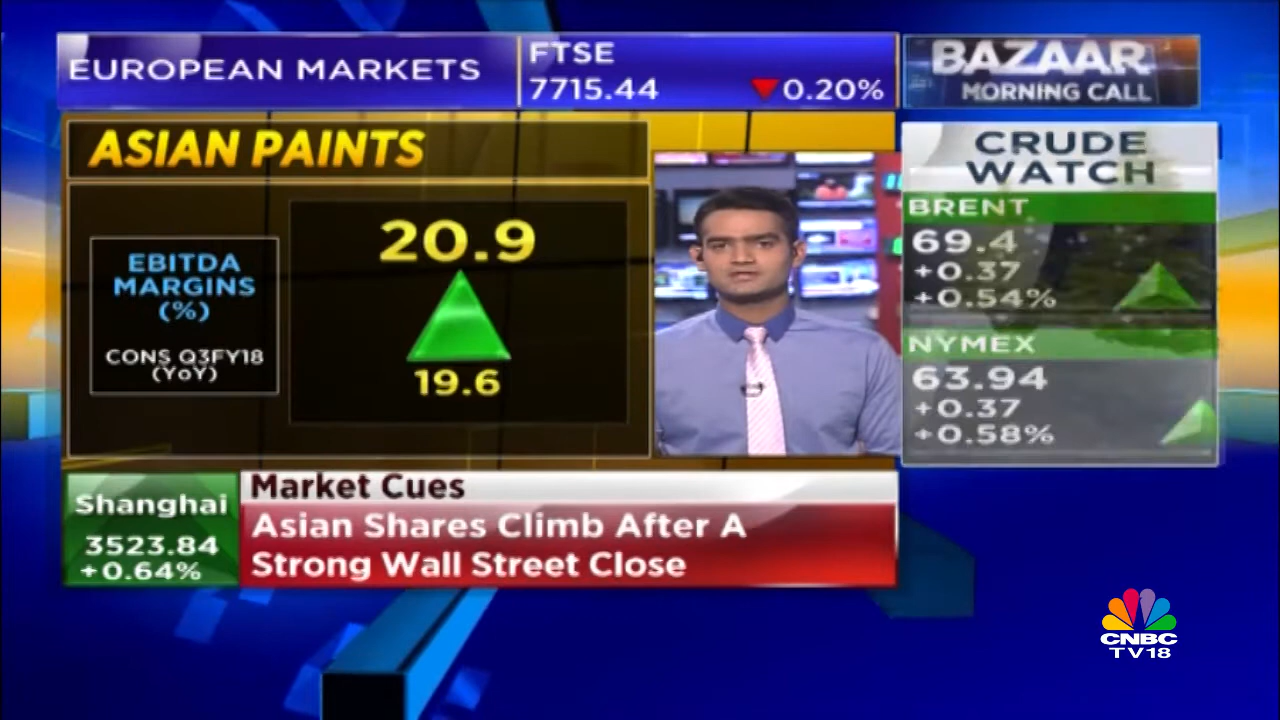 EUROPEAN MARKETS
FTSE
7715.44
0.20%
BAZAAR
MORNING CALL
ASIAN PAINTS
EBITDA
MARGINS
(%)
CONS Q3FY18
(YoY)
20.9
19.6
CRUDE
WATCH
BRENT
69.4
+0.37
+0.54%
NYMEX
63.94
+0.37
+0.58%
Shanghai
3523.84
+0.64%
Market Cues
Asian Shares Climb After A
Strong Wall Street Close
CNBC
TV18